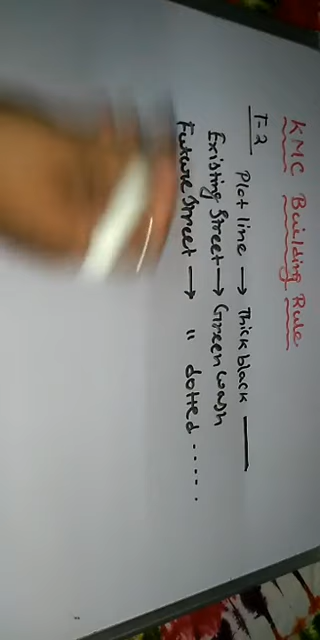 KMC Building Rule
T-2 Plot line → Thick black
Existing Street → Green wash
Future Street → " dotted ......